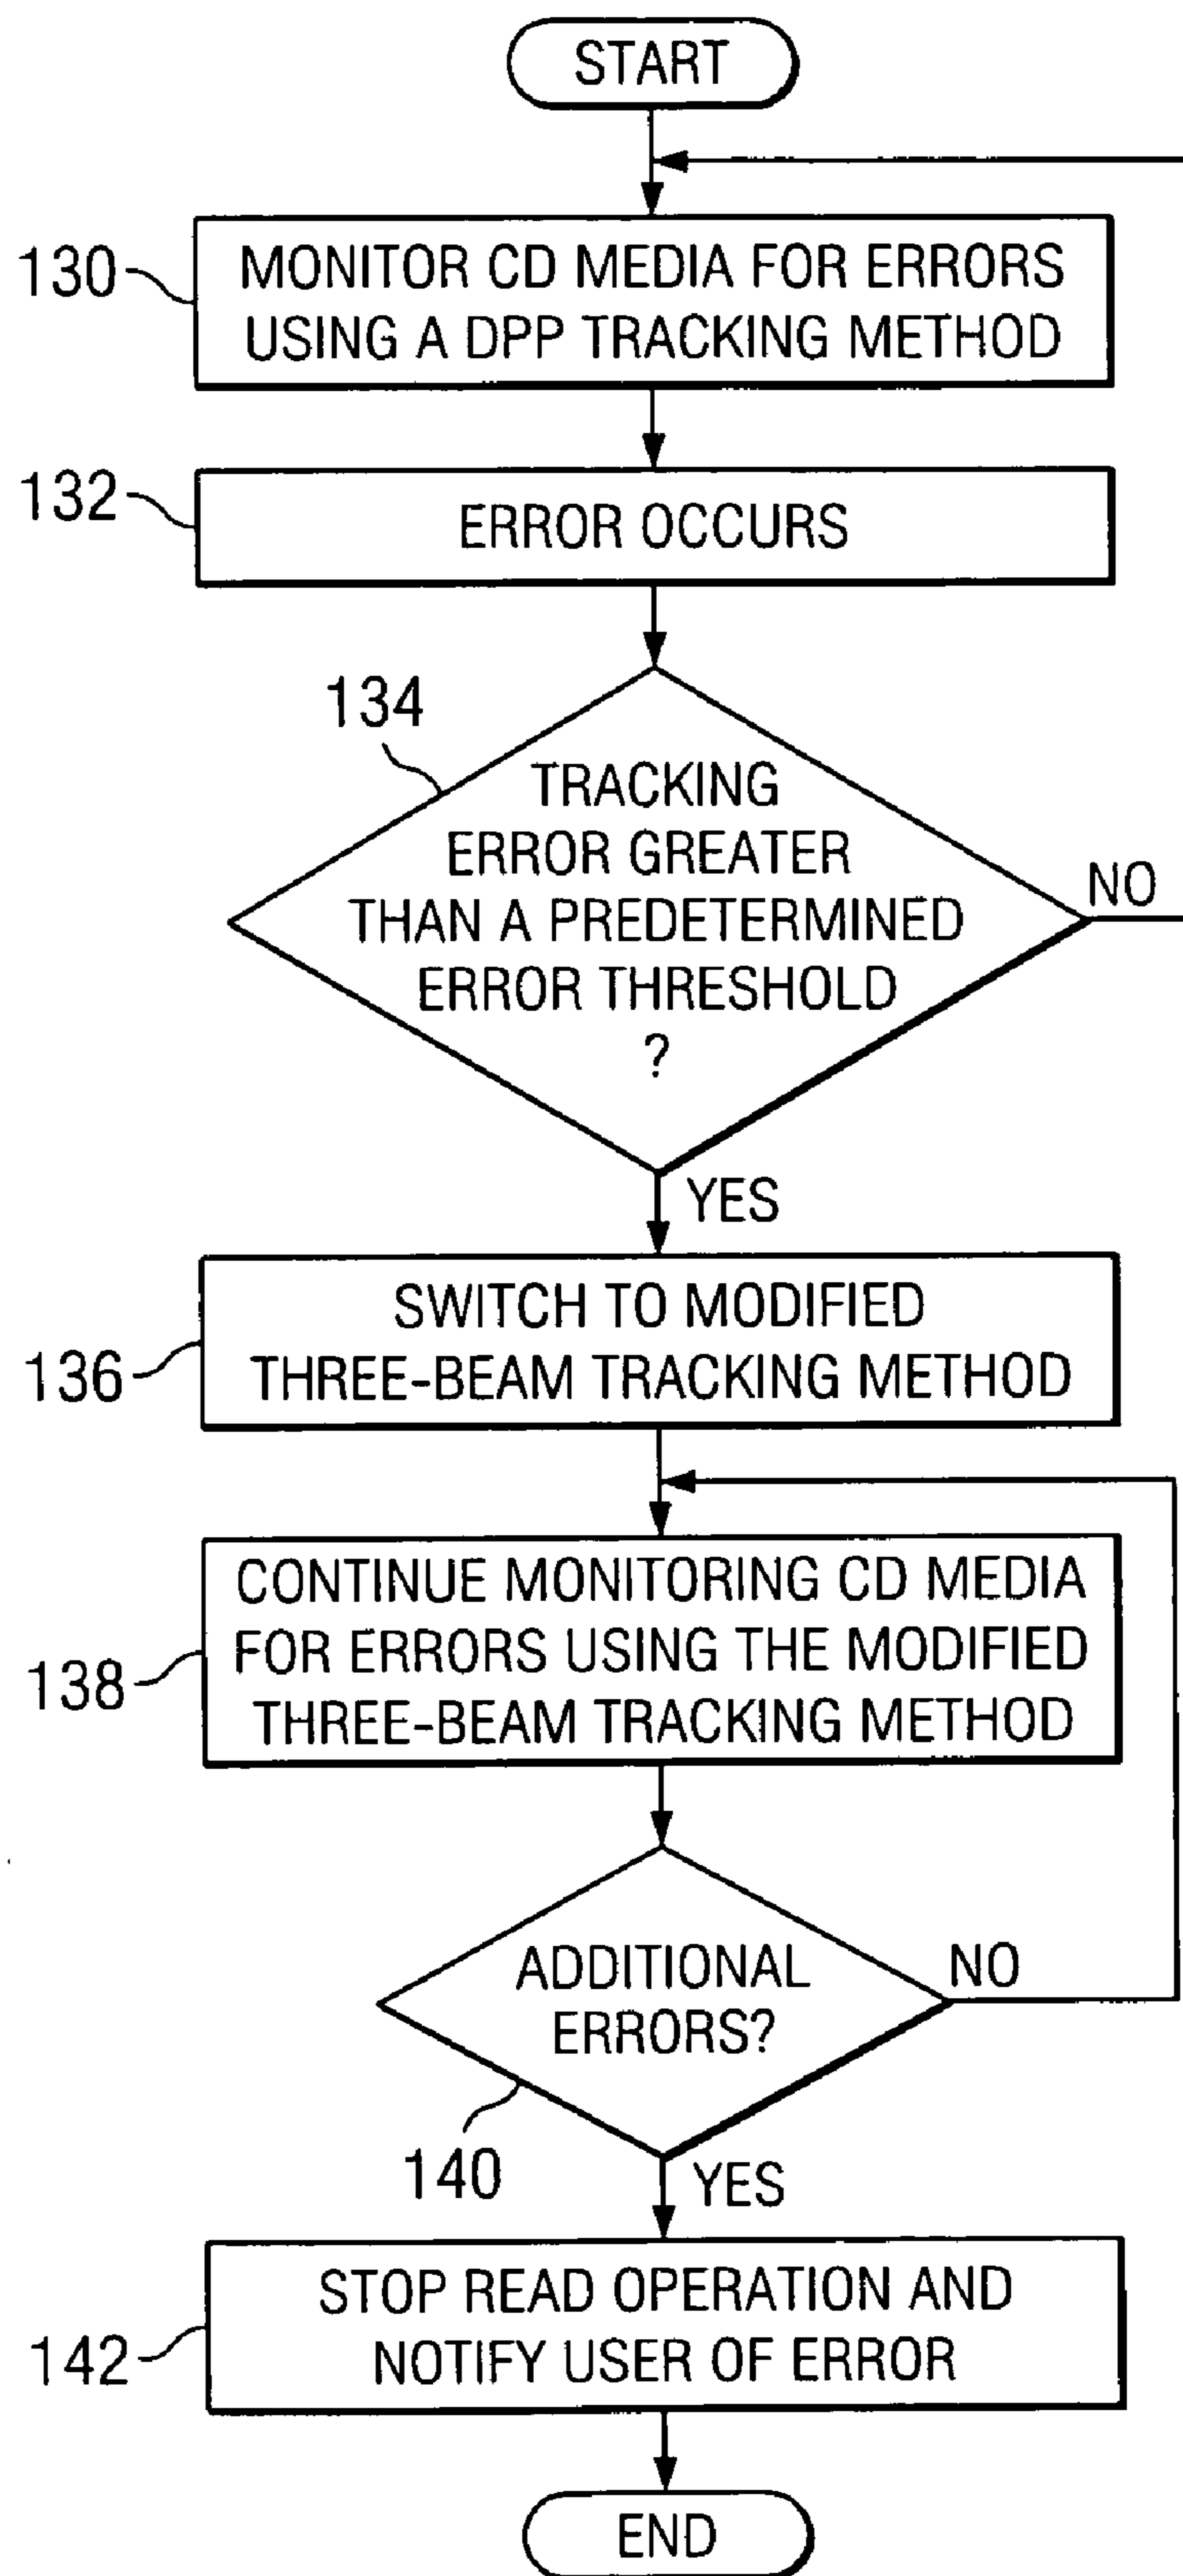 START
130
MONITOR CD MEDIA FOR ERRORS
USING A DPP TRACKING METHOD
132
ERROR OCCURS
134
TRACKING
ERROR GREATER
THAN A PREDETERMINED
ERROR THRESHOLD
?
NO
YES
136
SWITCH TO MODIFIED
THREE-BEAM TRACKING METHOD
138
CONTINUE MONITORING CD MEDIA
FOR ERRORS USING THE MODIFIED
THREE-BEAM TRACKING METHOD
ADDITIONAL
ERRORS?
NO
140
YES
142
STOP READ OPERATION AND
NOTIFY USER OF ERROR
END